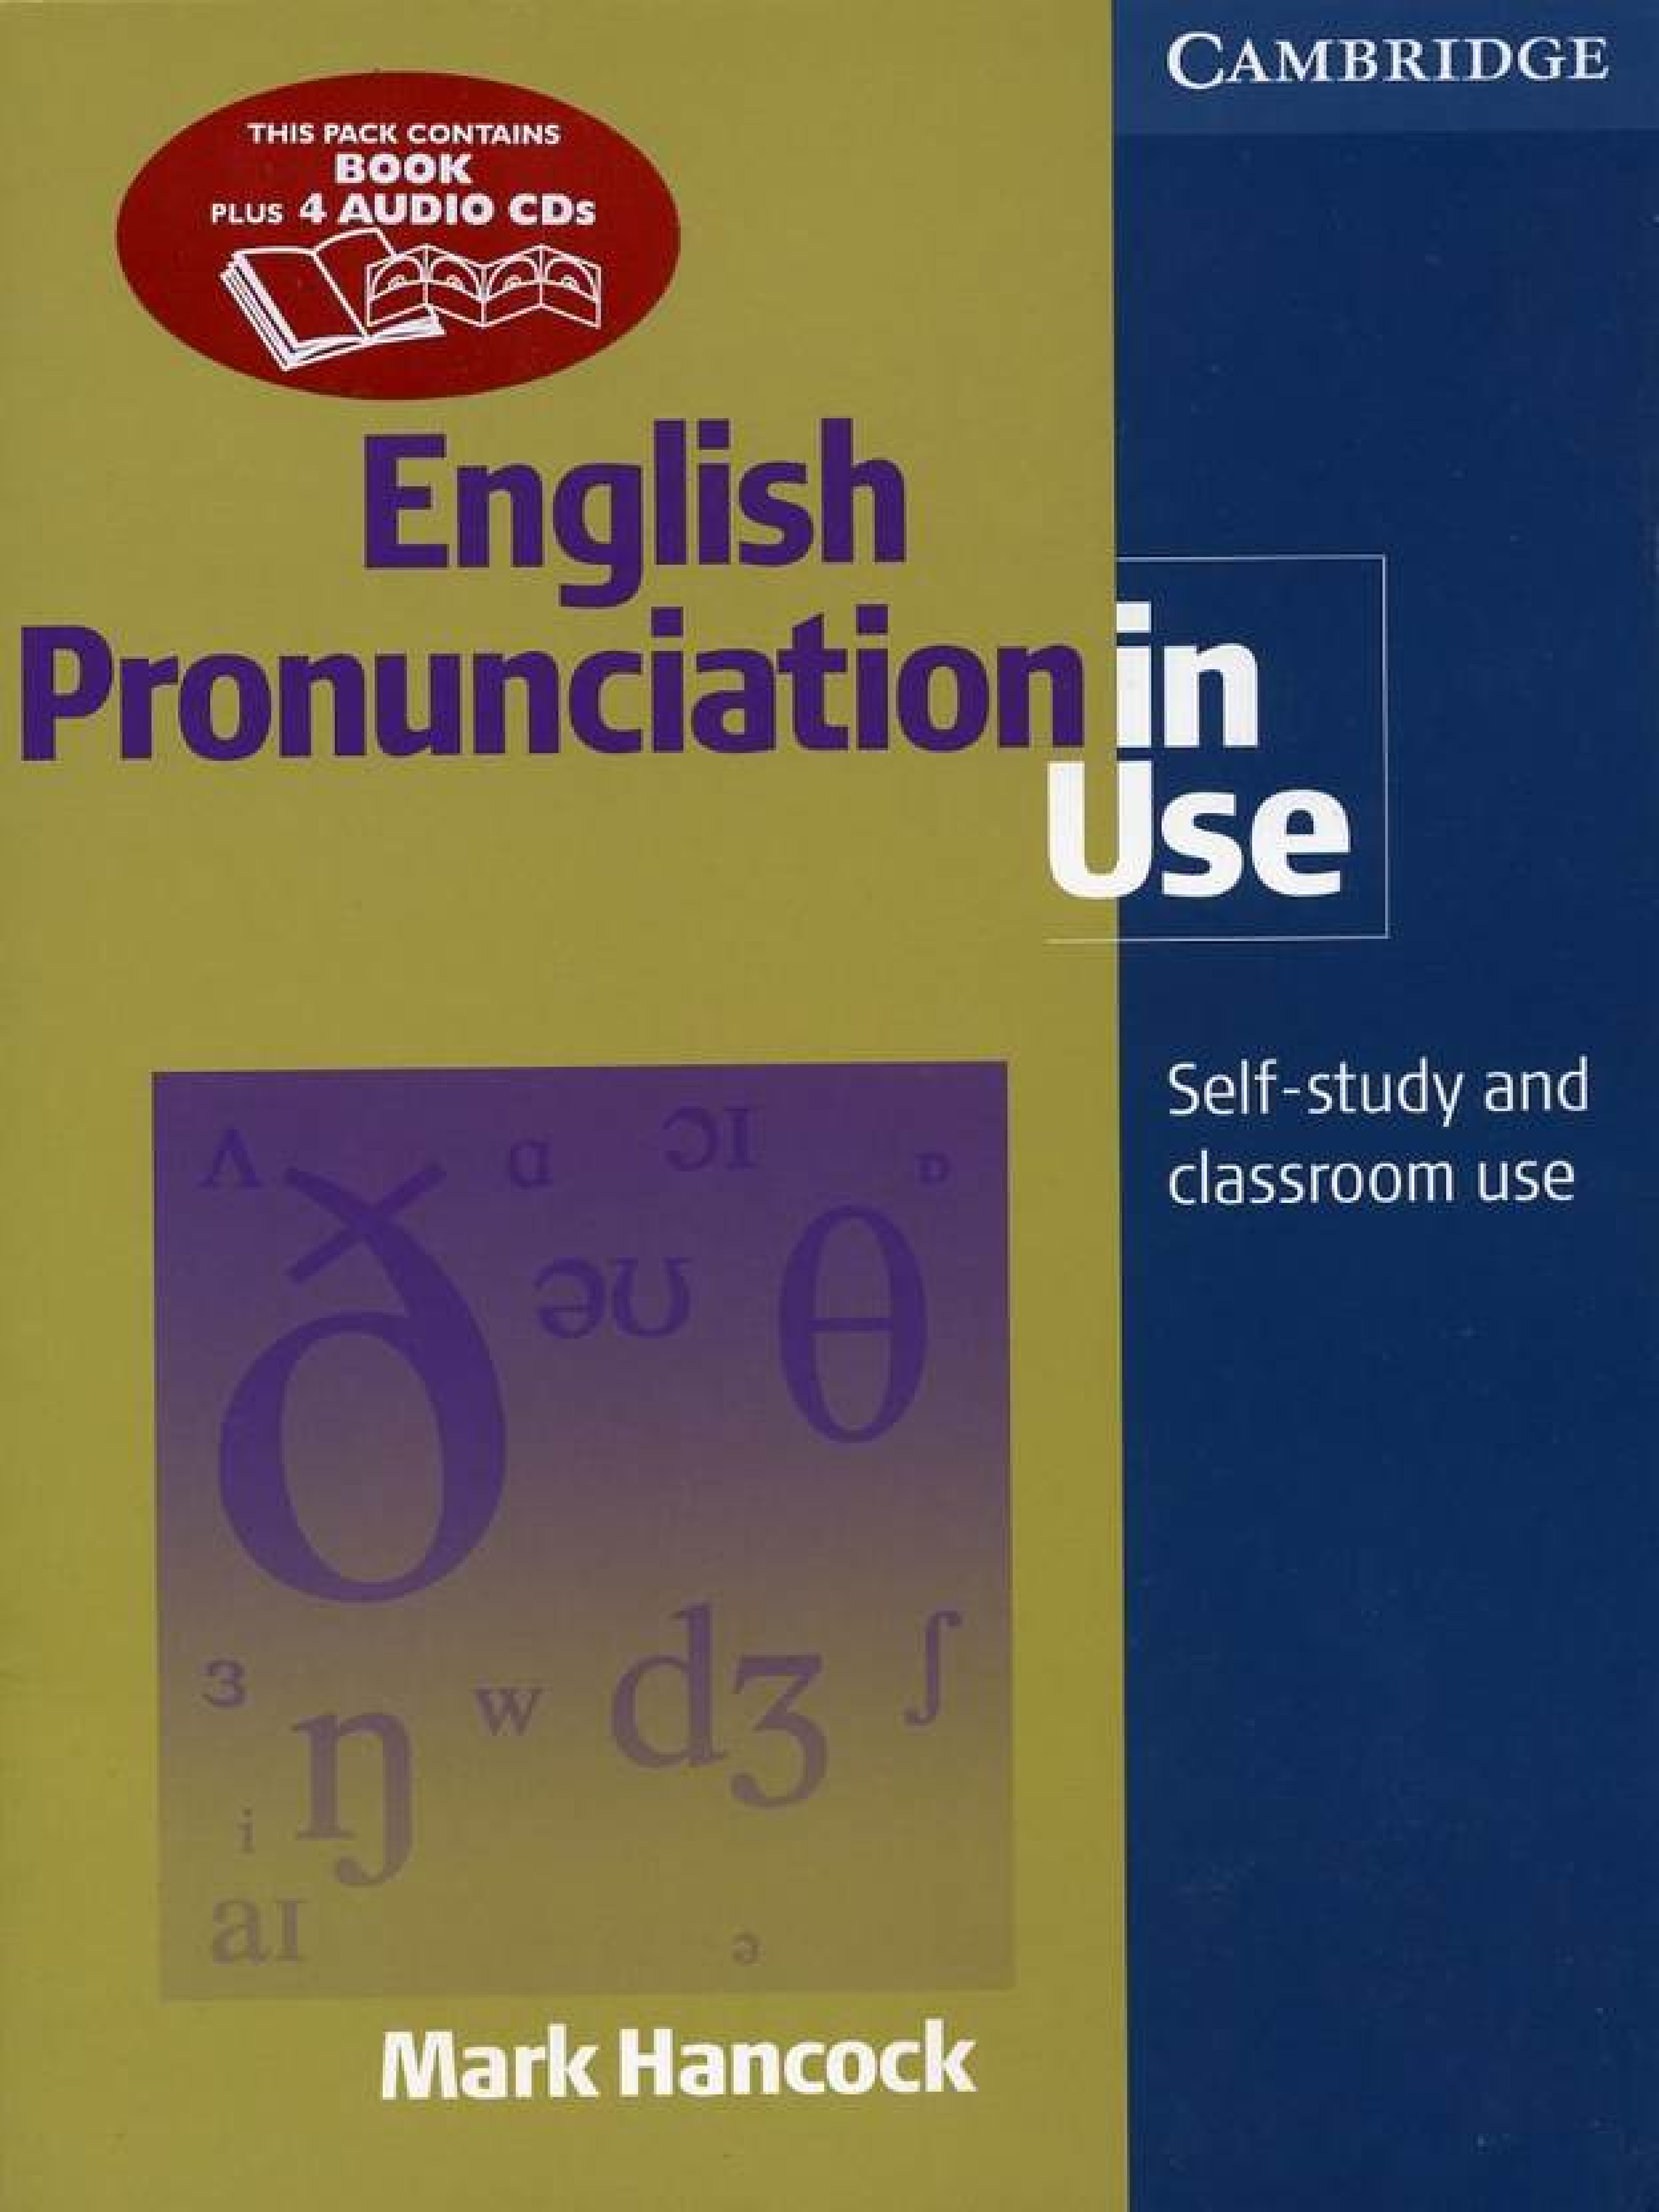 CAMBRIDGE
THIS PACK CONTAINS
BOOK
PLUS 4 AUDIO CDs
English
Pronunciation in
Use
Self-study and
classroom use
ʌ ɑ ɔɪ ɒ
ð əʊ θ
ɜ ŋ w dʒ ʃ
i
aɪ ə
Mark Hancock